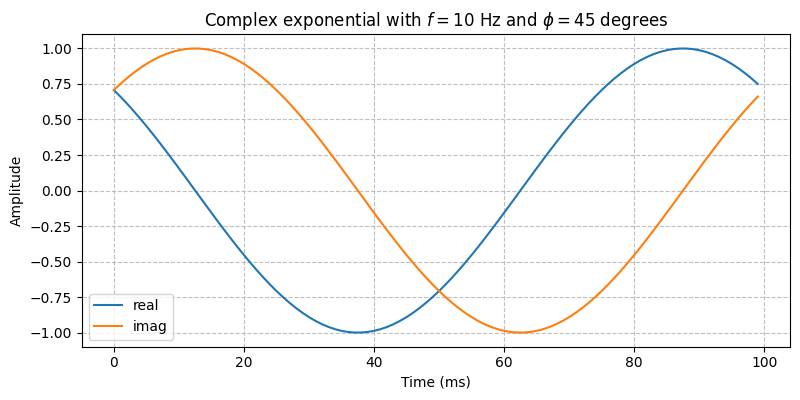 Complex exponential with f = 10 Hz and ϕ = 45 degrees
1.00
0.75
0.50
0.25
0.00
−0.25
−0.50
−0.75
−1.00
Amplitude
real
imag
0 20 40 60 80 100
Time (ms)